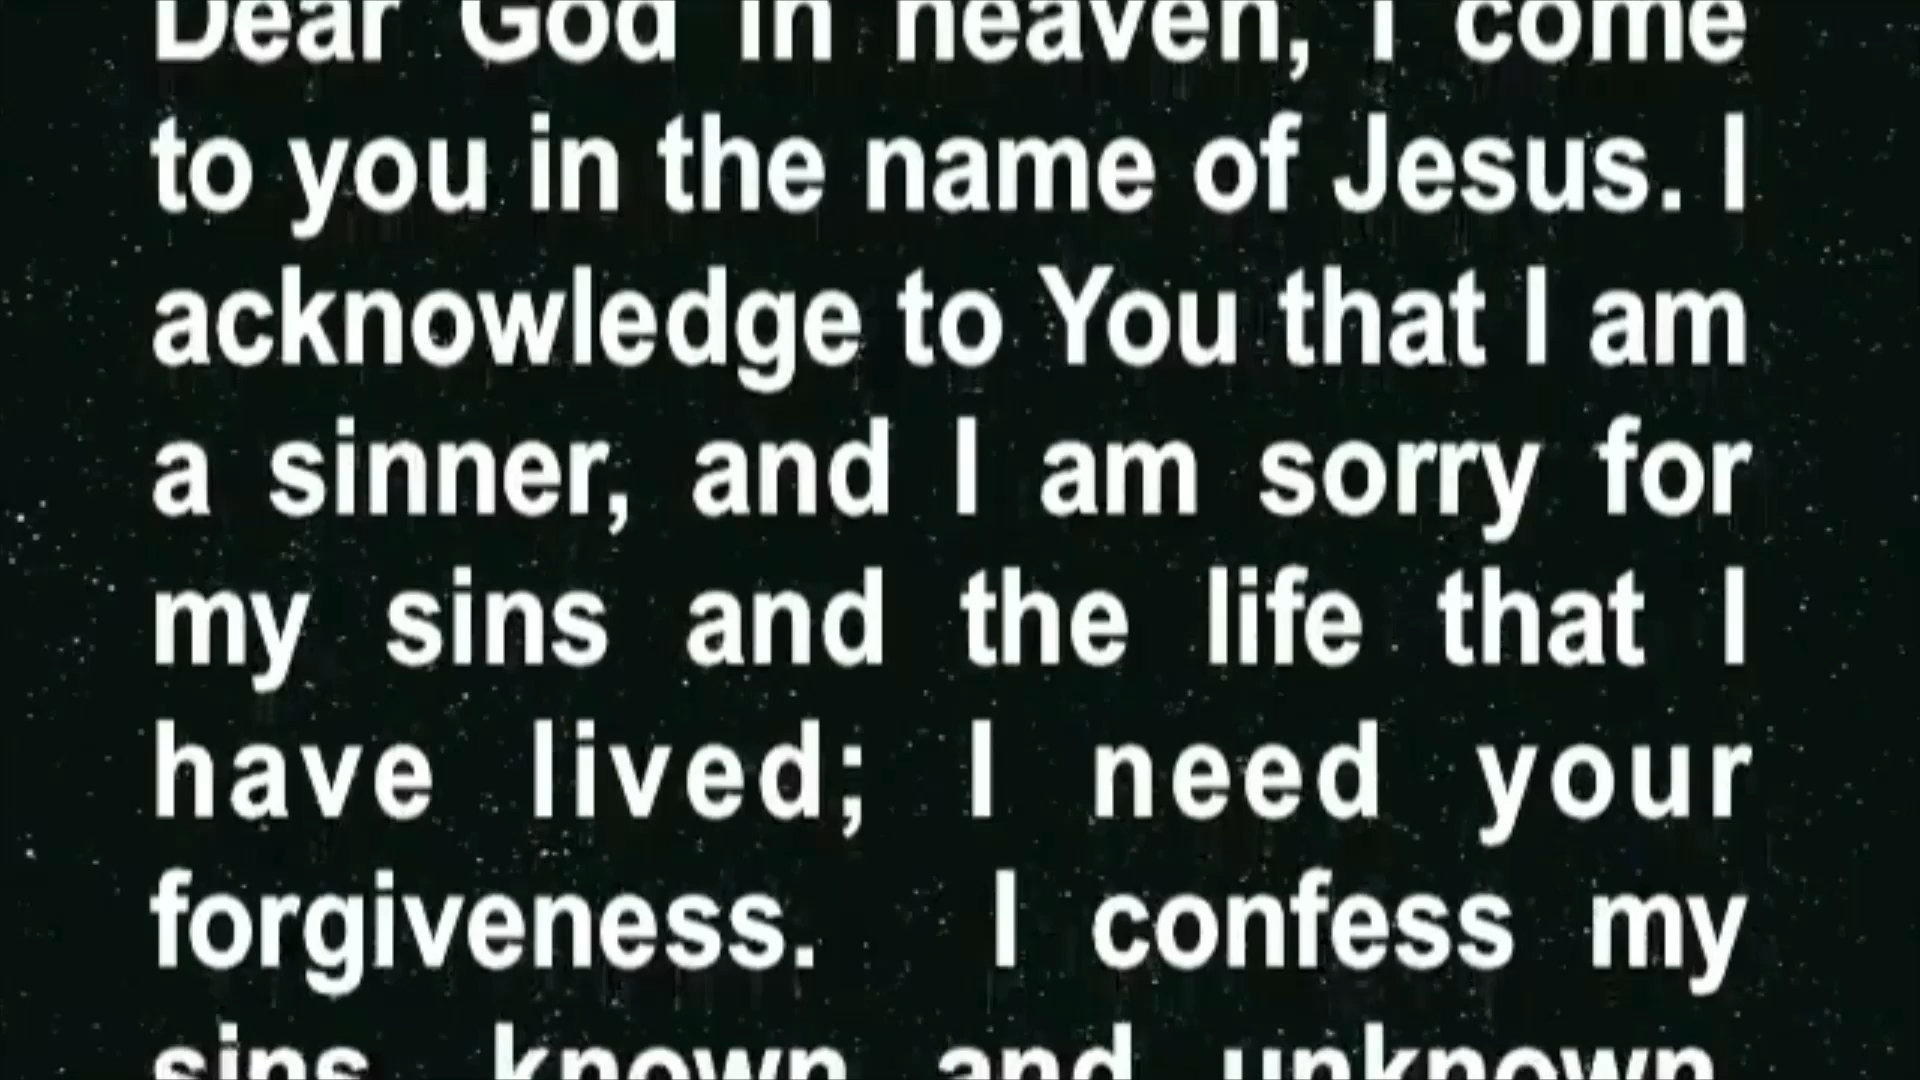 Dear God in heaven, I come
to you in the name of Jesus. I
acknowledge to You that I am
a sinner, and I am sorry for
my sins and the life that I
have lived; I need your
forgiveness. I confess my
sins known and unknown